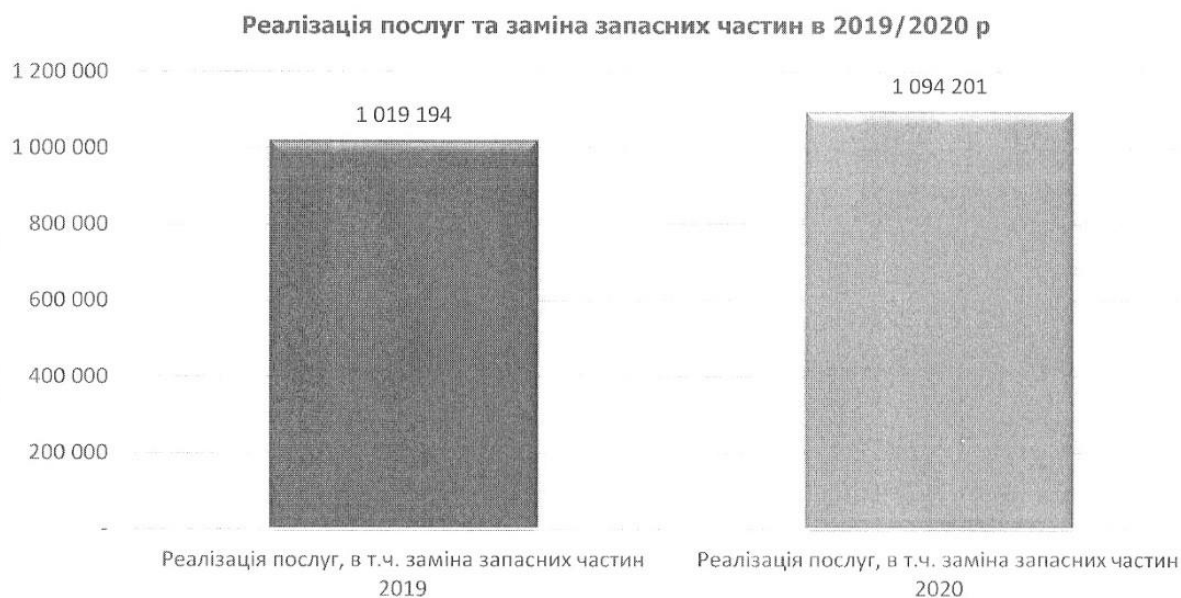 Реалізація послуг та заміна запасних частин в 2019/2020 р
1 200 000
1 000 000
800 000
600 000
400 000
200 000
-
1 019 194
1 094 201
Реалізація послуг, в т.ч. заміна запасних частин
2019
Реалізація послуг, в т.ч. заміна запасних частин
2020